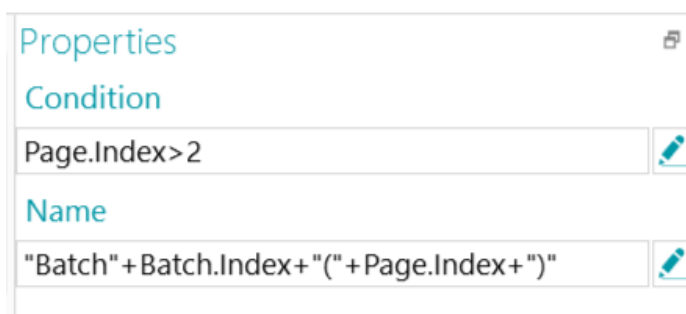 Properties
Condition
Page.Index>2
Name
"Batch"+Batch.Index+"("+Page.Index+")"